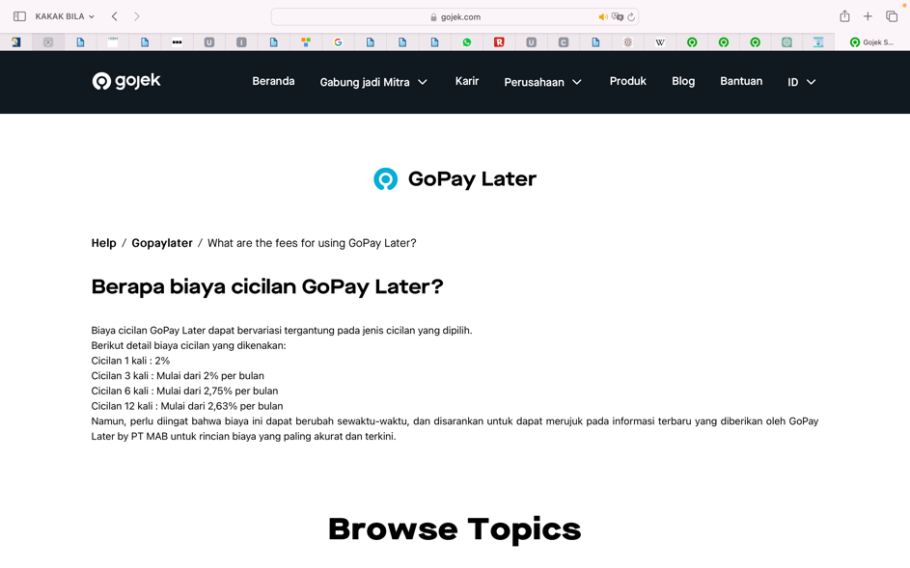 KAKAK BILA
gojek.com
Gojek S...
gojek
Beranda
Gabung jadi Mitra
Karir
Perusahaan
Produk
Blog
Bantuan
ID
GoPay Later
Help / Gopaylater / What are the fees for using GoPay Later?
Berapa biaya cicilan GoPay Later?
Biaya cicilan GoPay Later dapat bervariasi tergantung pada jenis cicilan yang dipilih.
Berikut detail biaya cicilan yang dikenakan:
Cicilan 1 kali : 2%
Cicilan 3 kali : Mulai dari 2% per bulan
Cicilan 6 kali : Mulai dari 2,75% per bulan
Cicilan 12 kali : Mulai dari 2,63% per bulan
Namun, perlu diingat bahwa biaya ini dapat berubah sewaktu-waktu, dan disarankan untuk dapat merujuk pada informasi terbaru yang diberikan oleh GoPay
Later by PT MAB untuk rincian biaya yang paling akurat dan terkini.
Browse Topics